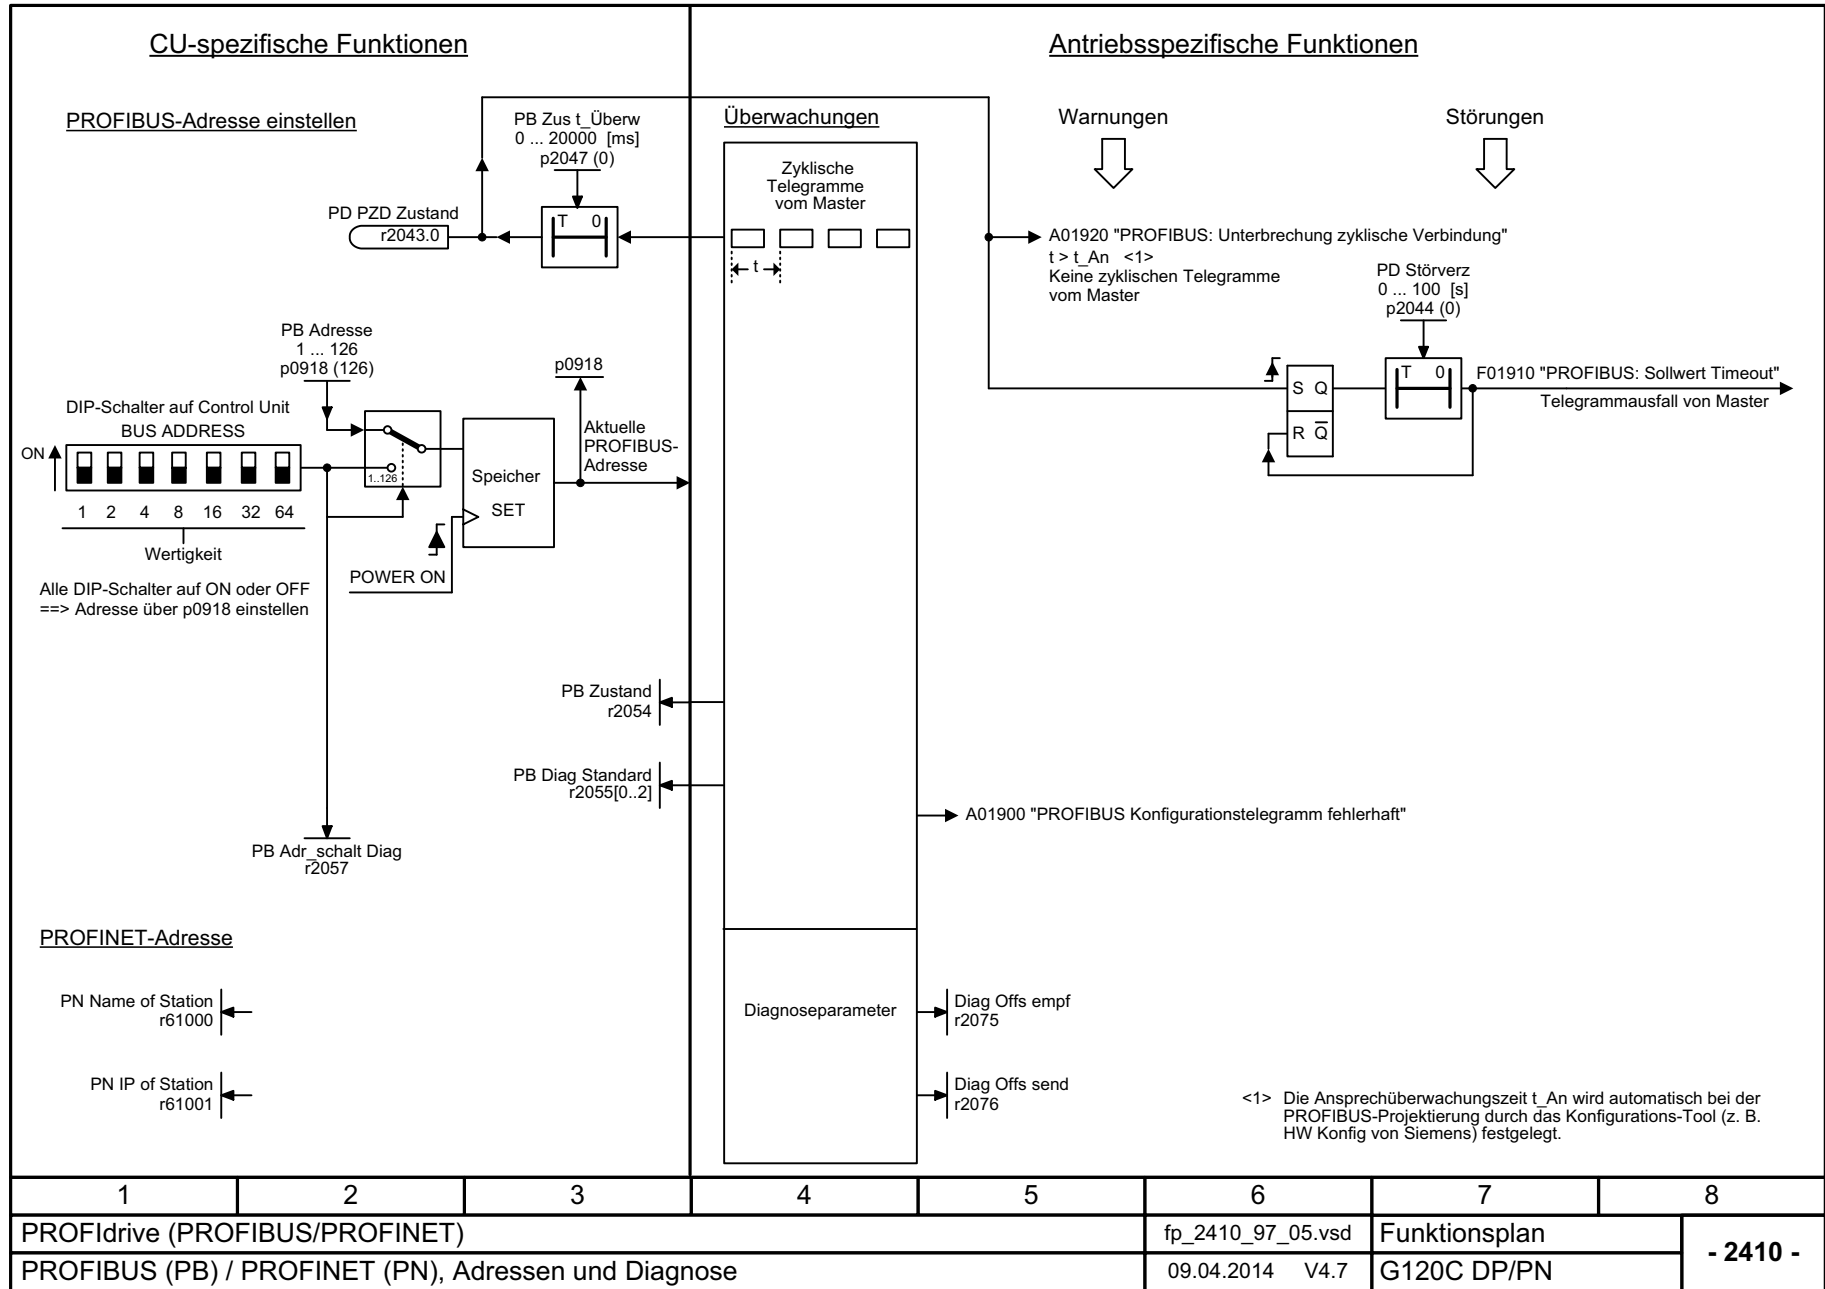 CU-spezifische Funktionen
Antriebsspezifische Funktionen
PROFIBUS-Adresse einstellen
PB Zus t_Überw
0 ... 20000 [ms]
p2047 (0)
T 0
PD PZD Zustand
r2043.0
Überwachungen
Zyklische
Telegramme
vom Master
t
Warnungen
Störungen
A01920 "PROFIBUS: Unterbrechung zyklische Verbindung"
t > t_An <1>
Keine zyklischen Telegramme
vom Master
PD Störverz
0 ... 100 [s]
p2044 (0)
S Q
R Q̅
T 0
F01910 "PROFIBUS: Sollwert Timeout"
Telegrammausfall von Master
PB Adresse
1 ... 126
p0918 (126)
DIP-Schalter auf Control Unit
BUS ADDRESS
ON
1 2 4 8 16 32 64
Wertigkeit
Alle DIP-Schalter auf ON oder OFF
==> Adresse über p0918 einstellen
1..126
POWER ON
Speicher
SET
p0918
Aktuelle
PROFIBUS-
Adresse
PB Zustand
r2054
PB Diag Standard
r2055[0..2]
A01900 "PROFIBUS Konfigurationstelegramm fehlerhaft"
PB Adr_schalt Diag
r2057
PROFINET-Adresse
PN Name of Station
r61000
PN IP of Station
r61001
Diagnoseparameter
Diag Offs empf
r2075
Diag Offs send
r2076
<1> Die Ansprechüberwachungszeit t_An wird automatisch bei der
PROFIBUS-Projektierung durch das Konfigurations-Tool (z. B.
HW Konfig von Siemens) festgelegt.
1 2 3 4 5 6 7 8
PROFIdrive (PROFIBUS/PROFINET)
fp_2410_97_05.vsd
Funktionsplan
- 2410 -
PROFIBUS (PB) / PROFINET (PN), Adressen und Diagnose
09.04.2014 V4.7
G120C DP/PN